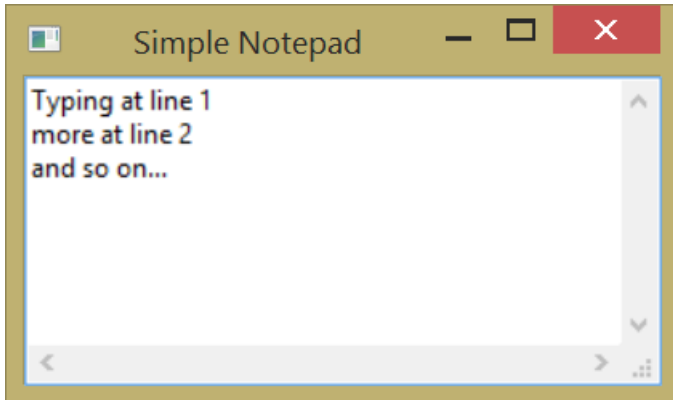 Simple Notepad
Typing at line 1
more at line 2
and so on...